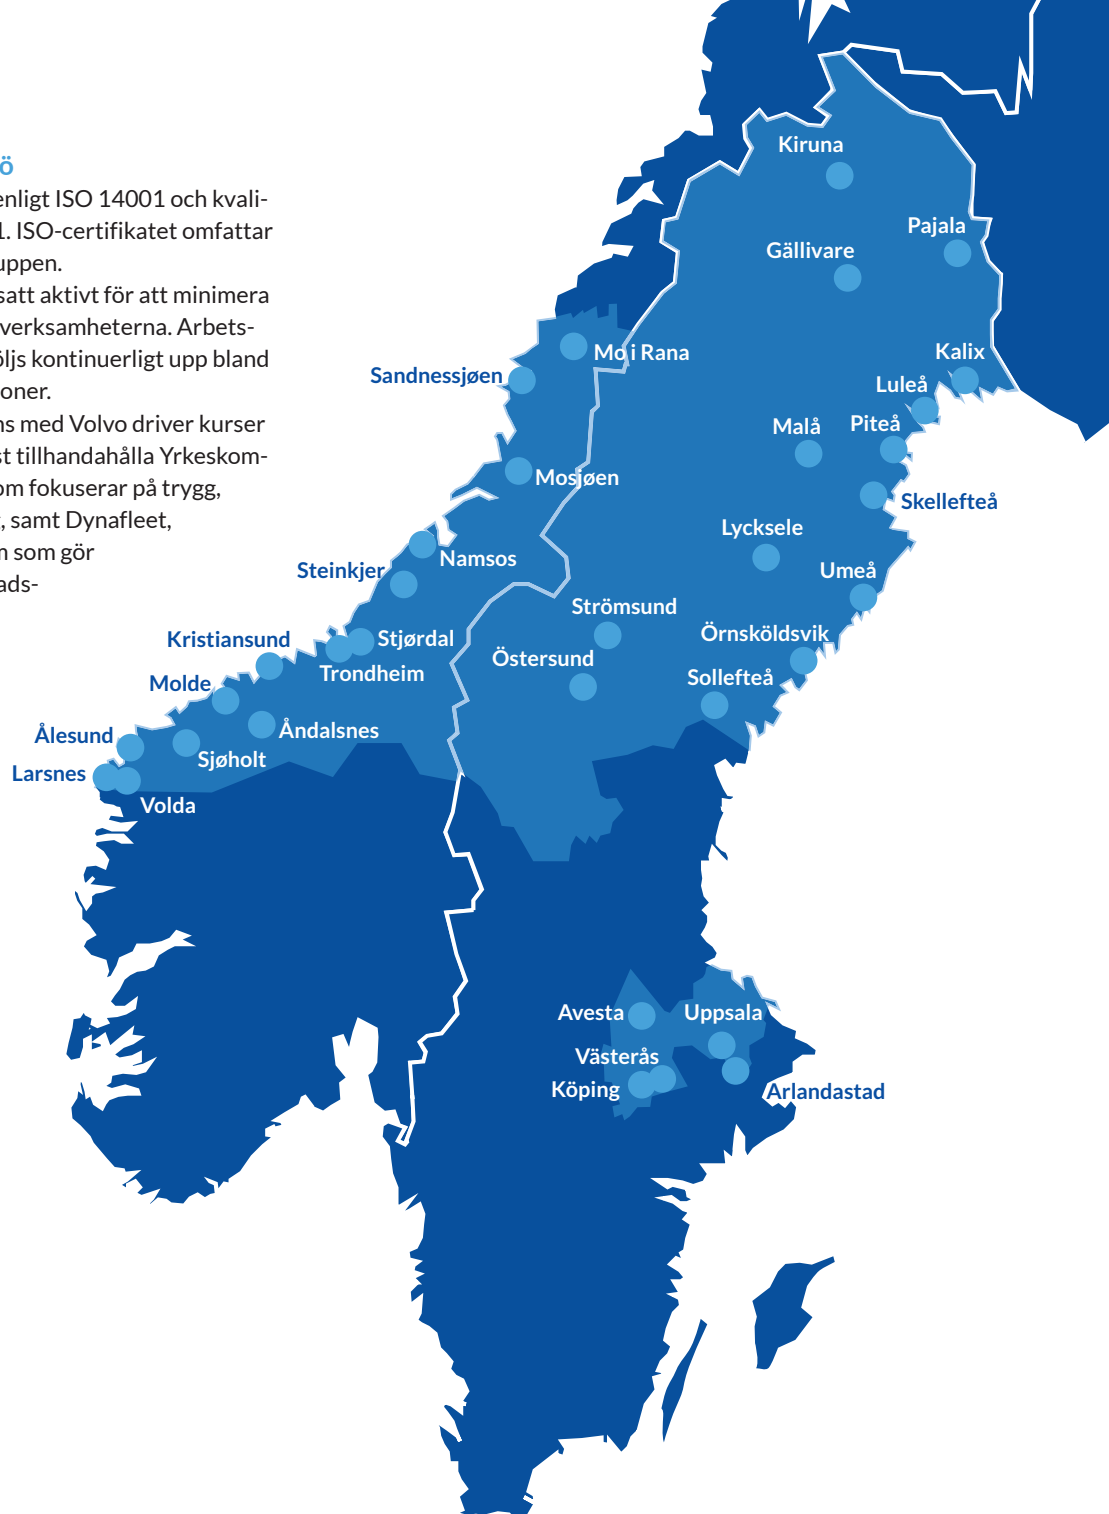 ö
enligt ISO 14001 och kvali-
1. ISO-certifikatet omfattar
uppen.
satt aktivt för att minimera
verksamheterna. Arbets-
öljs kontinuerligt upp bland
oner.
ns med Volvo driver kurser
st tillhandahålla Yrkeskom-
om fokuserar på trygg,
, samt Dynafleet,
m som gör
ads-
Kiruna
Pajala
Gällivare
Kalix
Mo i Rana
Sandnessjøen
Luleå
Malå
Piteå
Mosjøen
Skellefteå
Lycksele
Namsos
Steinkjer
Umeå
Strömsund
Örnsköldsvik
Kristiansund
Stjørdal
Östersund
Trondheim
Sollefteå
Molde
Åndalsnes
Ålesund
Sjøholt
Larsnes
Volda
Avesta
Uppsala
Västerås
Köping
Arlandastad